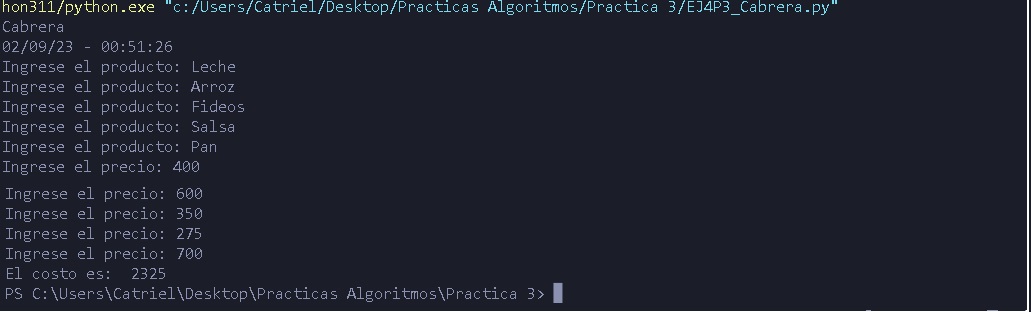 hon311/python.exe "c:/Users/Catriel/Desktop/Practicas Algoritmos/Practica 3/EJ4P3_Cabrera.py"
Cabrera
02/09/23 - 00:51:26
Ingrese el producto: Leche
Ingrese el producto: Arroz
Ingrese el producto: Fideos
Ingrese el producto: Salsa
Ingrese el producto: Pan
Ingrese el precio: 400
Ingrese el precio: 600
Ingrese el precio: 350
Ingrese el precio: 275
Ingrese el precio: 700
El costo es:  2325
PS C:\Users\Catriel\Desktop\Practicas Algoritmos\Practica 3>